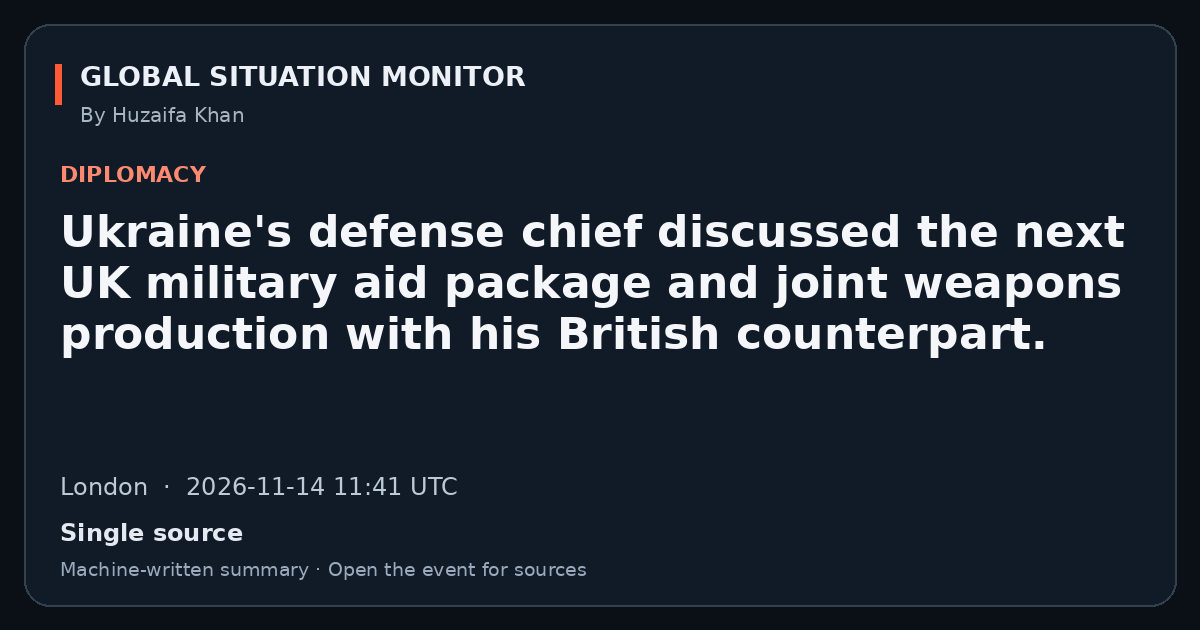 GLOBAL SITUATION MONITOR
By Huzaifa Khan
DIPLOMACY
Ukraine's defense chief discussed the next
UK military aid package and joint weapons
production with his British counterpart.
London · 2026-11-14 11:41 UTC
Single source
Machine-written summary · Open the event for sources